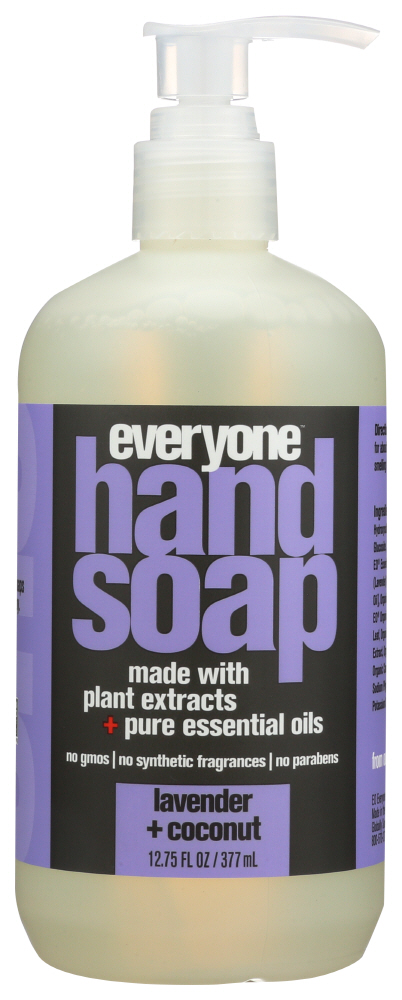 everyone™
hand
soap
made with
plant extracts
+ pure essential oils
no gmos | no synthetic fragrances | no parabens
lavender
+ coconut
12.75 FL OZ / 377 mL